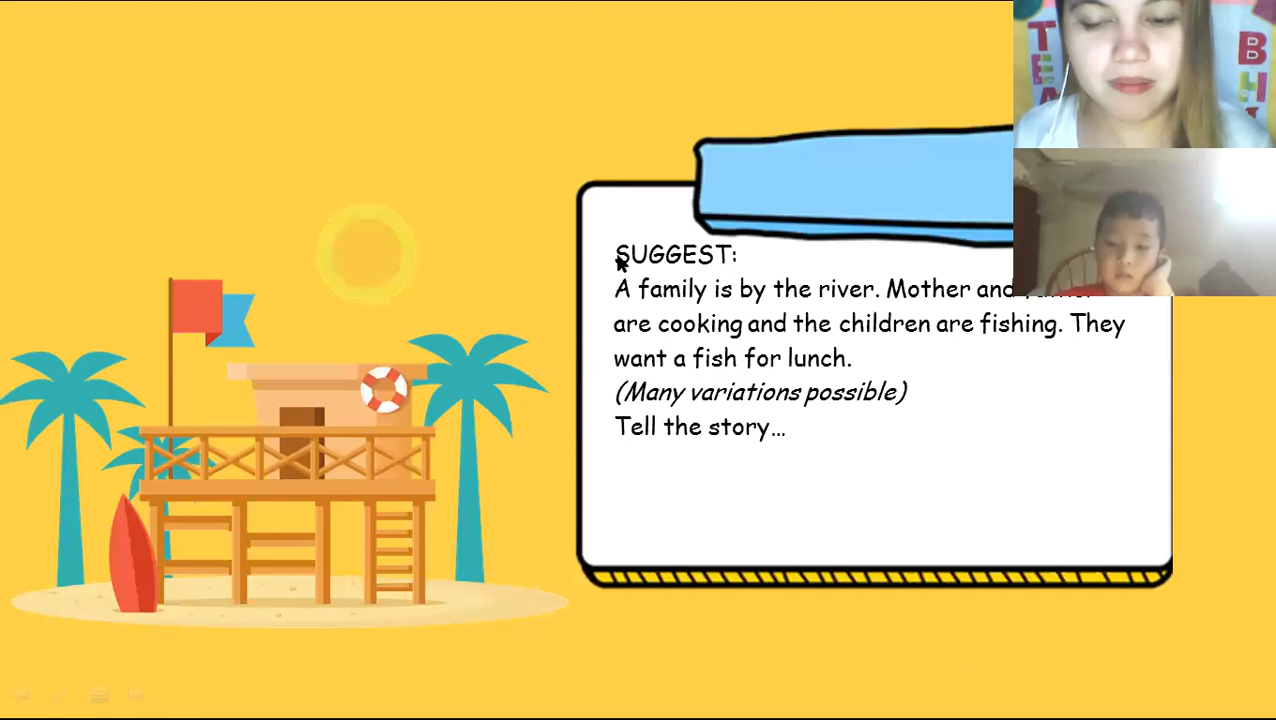 SUGGEST:
A family is by the river. Mother and
are cooking and the children are fishing. They
want a fish for lunch.
(Many variations possible)
Tell the story…